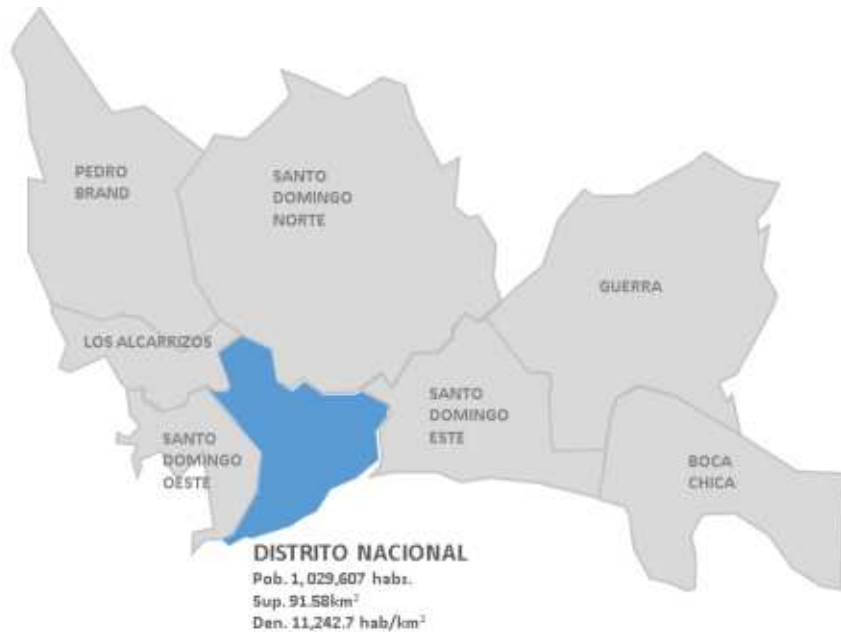 PEDRO
BRAND
SANTO
DOMINGO
NORTE
GUERRA
LOS ALCARRIZOS
SANTO
DOMINGO
ESTE
SANTO
DOMINGO
OESTE
BOCA
CHICA
DISTRITO NACIONAL
Pob. 1,029,607 habs.
Sup. 91.58km²
Den. 11,242.7 hab/km²